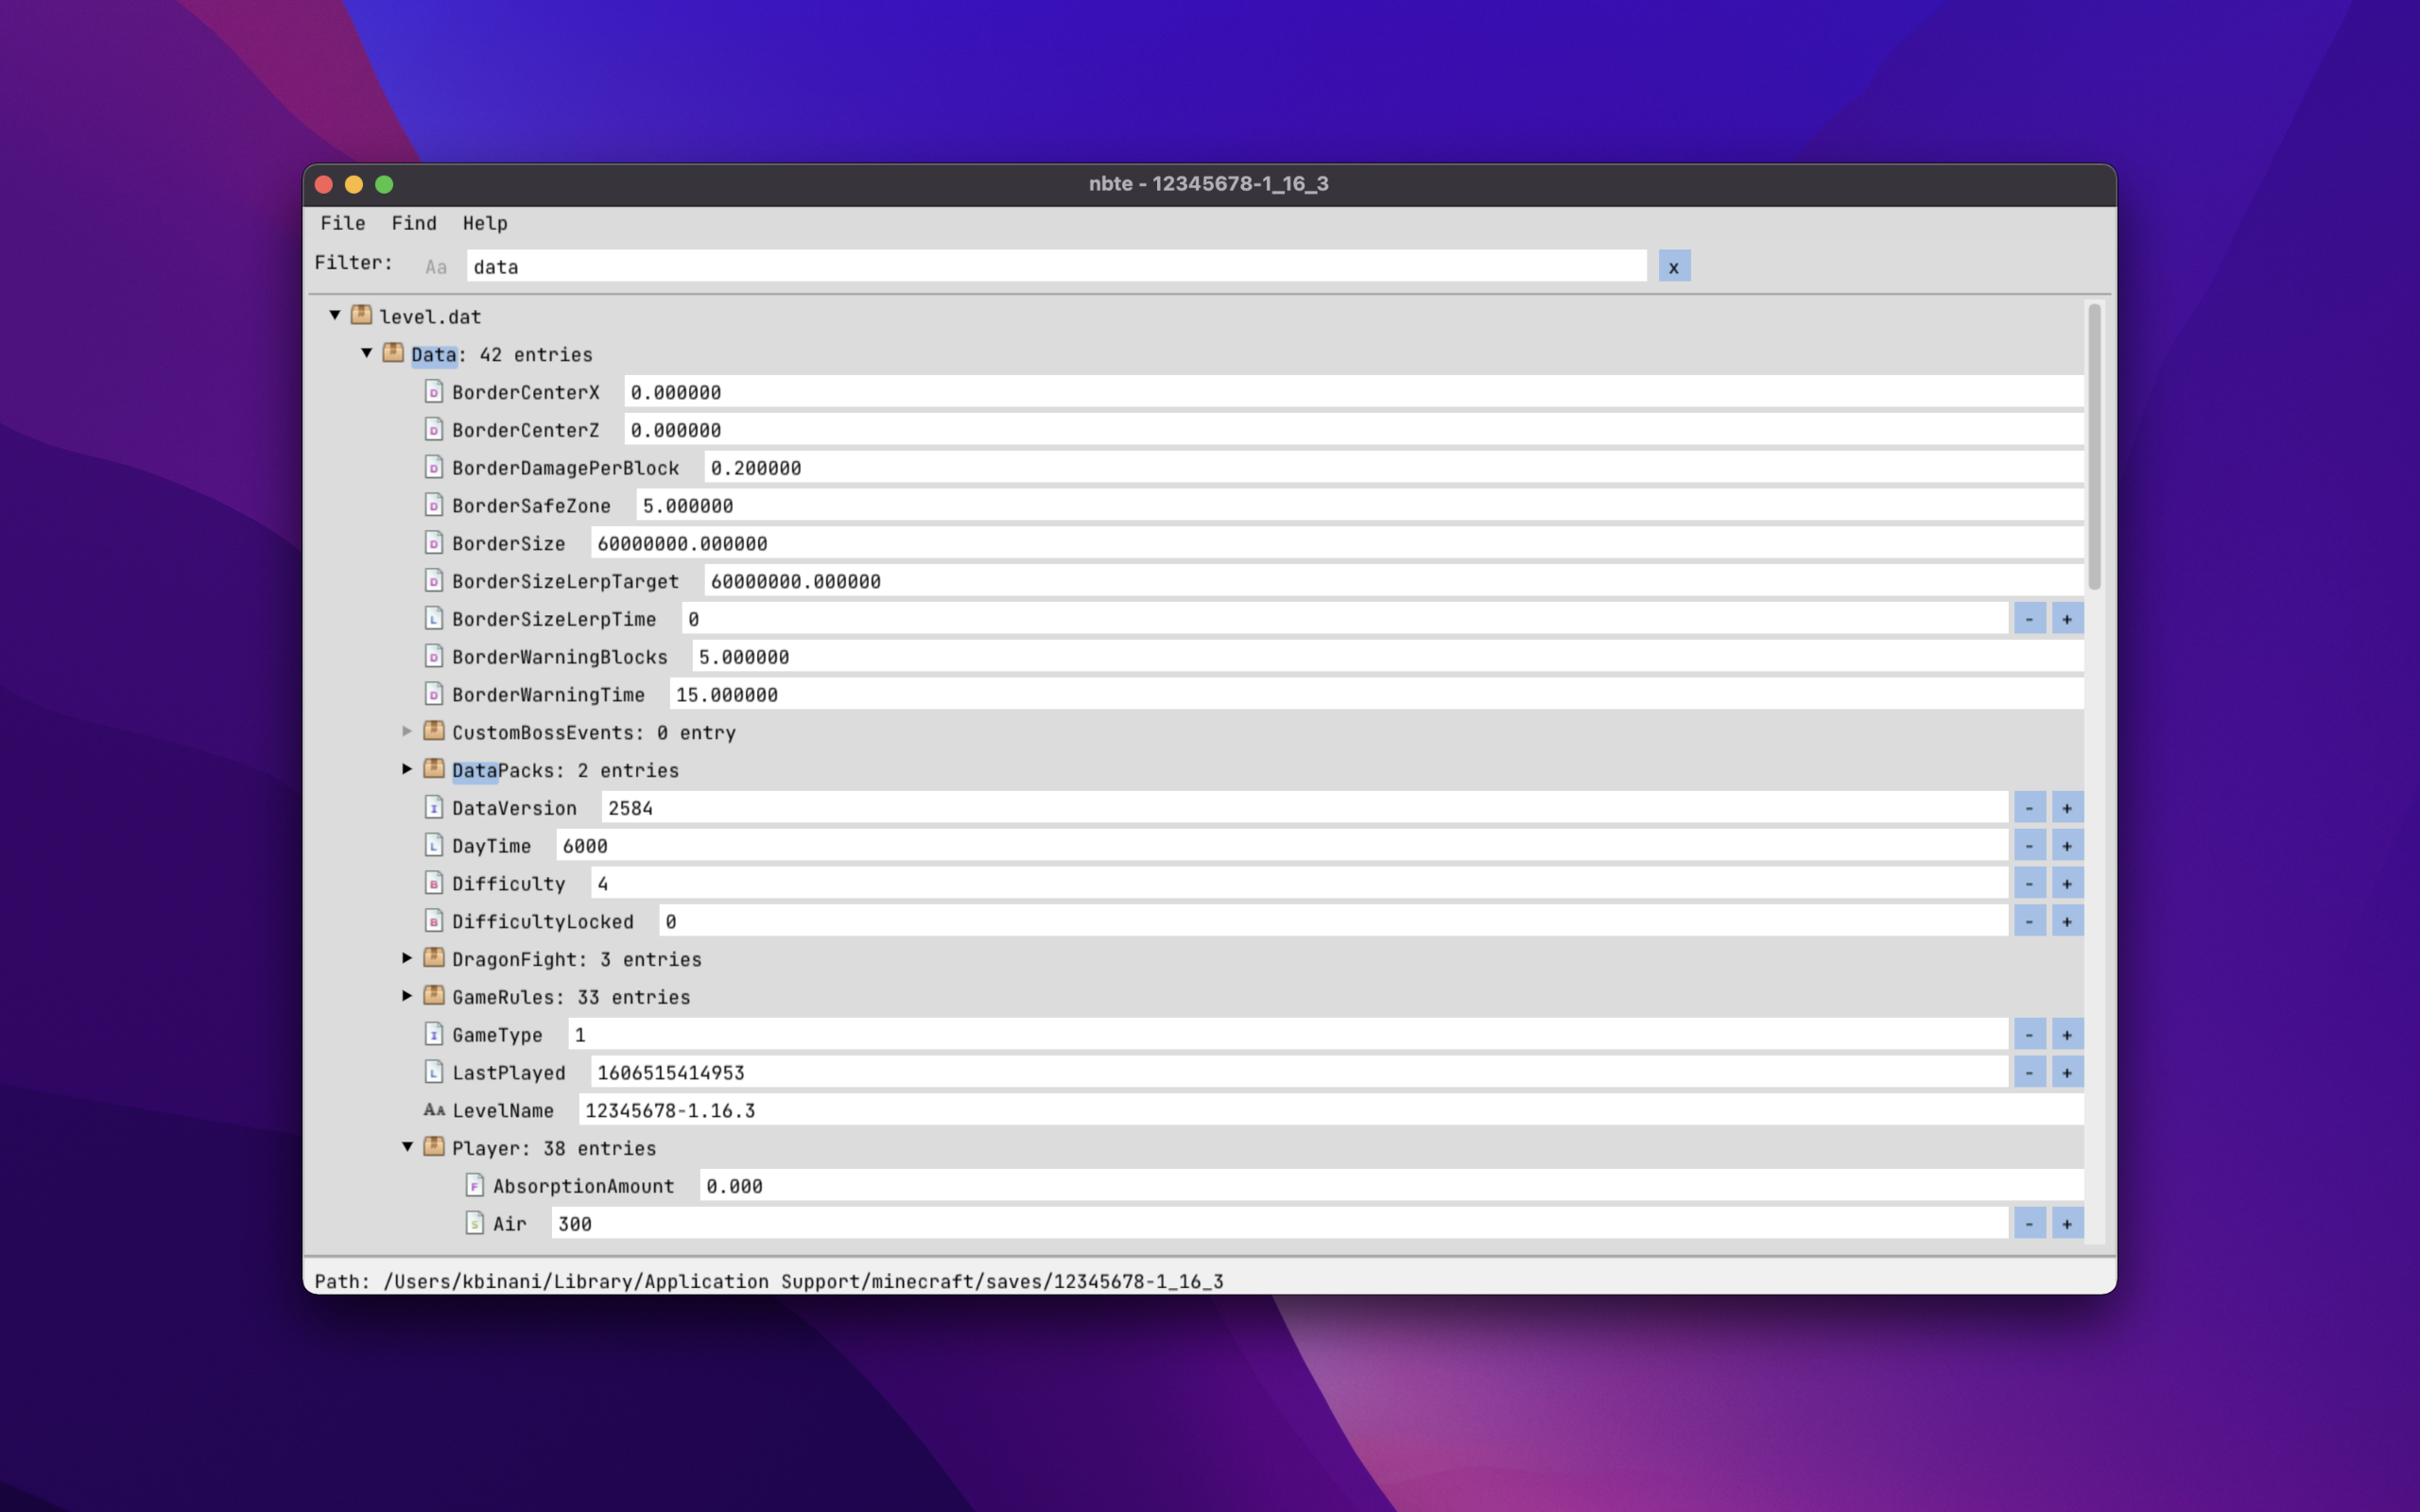 nbte - 12345678-1_16_3
File Find Help
Filter: Aa data x
level.dat
Data: 42 entries
D BorderCenterX 0.000000
D BorderCenterZ 0.000000
D BorderDamagePerBlock 0.200000
D BorderSafeZone 5.000000
D BorderSize 60000000.000000
D BorderSizeLerpTarget 60000000.000000
L BorderSizeLerpTime 0 - +
D BorderWarningBlocks 5.000000
D BorderWarningTime 15.000000
CustomBossEvents: 0 entry
DataPacks: 2 entries
I DataVersion 2584 - +
L DayTime 6000 - +
B Difficulty 4 - +
B DifficultyLocked 0 - +
DragonFight: 3 entries
GameRules: 33 entries
I GameType 1 - +
L LastPlayed 1606515414953 - +
AA LevelName 12345678-1.16.3
Player: 38 entries
F AbsorptionAmount 0.000
S Air 300 - +
Path: /Users/kbinani/Library/Application Support/minecraft/saves/12345678-1_16_3